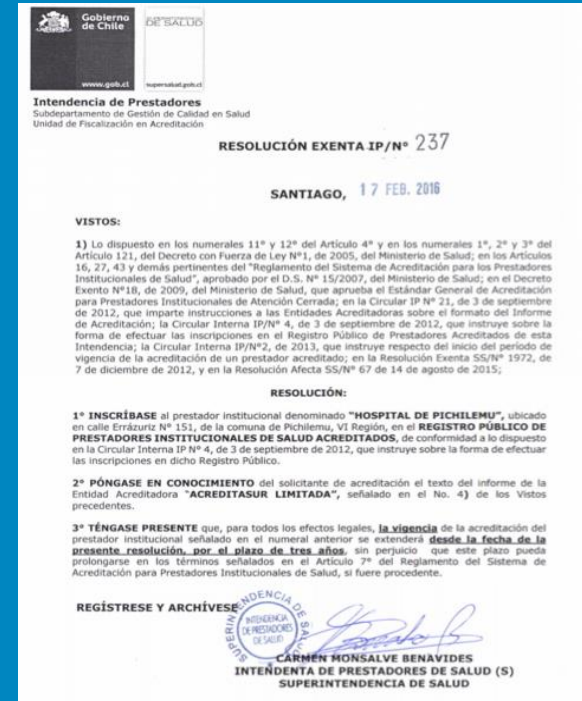 Gobierno
de Chile
www.gob.cl
DE SALUD
supersalud.gob.cl
Intendencia de Prestadores
Subdepartamento de Gestión de Calidad en Salud
Unidad de Fiscalización en Acreditación
RESOLUCIÓN EXENTA IP/N° 237
SANTIAGO, 17 FEB. 2016
VISTOS:
1) Lo dispuesto en los numerales 11° y 12° del Artículo 4° y en los numerales 1°, 2° y 3° del
Artículo 121, del Decreto con Fuerza de Ley N°1, de 2005, del Ministerio de Salud; en los Artículos
16, 27, 43 y demás pertinentes del "Reglamento del Sistema de Acreditación para los Prestadores
Institucionales de Salud", aprobado por el D.S. N° 15/2007, del Ministerio de Salud; en el Decreto
Exento N°18, de 2009, del Ministerio de Salud, que aprueba el Estándar General de Acreditación
para Prestadores Institucionales de Atención Cerrada; en la Circular IP N° 21, de 3 de septiembre
de 2012, que imparte instrucciones a las Entidades Acreditadoras sobre el formato del Informe
de Acreditación; la Circular Interna IP/N° 4, de 3 de septiembre de 2012, que instruye sobre la
forma de efectuar las inscripciones en el Registro Público de Prestadores Acreditados de esta
Intendencia; la Circular Interna IP/N°2, de 2013, que instruye respecto del inicio del período de
vigencia de la acreditación de un prestador acreditado; en la Resolución Exenta SS/N° 1972, de
7 de diciembre de 2012, y en la Resolución Afecta SS/N° 67 de 14 de agosto de 2015;
RESOLUCIÓN:
1° INSCRÍBASE al prestador institucional denominado "HOSPITAL DE PICHILEMU", ubicado
en calle Errázuriz N° 151, de la comuna de Pichilemu, VI Región, en el REGISTRO PÚBLICO DE
PRESTADORES INSTITUCIONALES DE SALUD ACREDITADOS, de conformidad a lo dispuesto
en la Circular Interna IP N° 4, de 3 de septiembre de 2012, que instruye sobre la forma de efectuar
las inscripciones en dicho Registro Público.
2° PÓNGASE EN CONOCIMIENTO del solicitante de acreditación el texto del informe de la
Entidad Acreditadora "ACREDITASUR LIMITADA", señalado en el No. 4) de los Vistos
precedentes.
3° TÉNGASE PRESENTE que, para todos los efectos legales, la vigencia de la acreditación del
prestador institucional señalado en el numeral anterior se extenderá desde la fecha de la
presente resolución, por el plazo de tres años, sin perjuicio que este plazo pueda
prolongarse en los términos señalados en el Artículo 7° del Reglamento del Sistema de
Acreditación para Prestadores Institucionales de Salud, si fuere procedente.
REGÍSTRESE Y ARCHÍVESE
SUPERINTENDENCIA DE SALUD
INTENDENCIA
DE PRESTADORES
DE SALUD
CARMEN MONSALVE BENAVIDES
INTENDENTA DE PRESTADORES DE SALUD (S)
SUPERINTENDENCIA DE SALUD